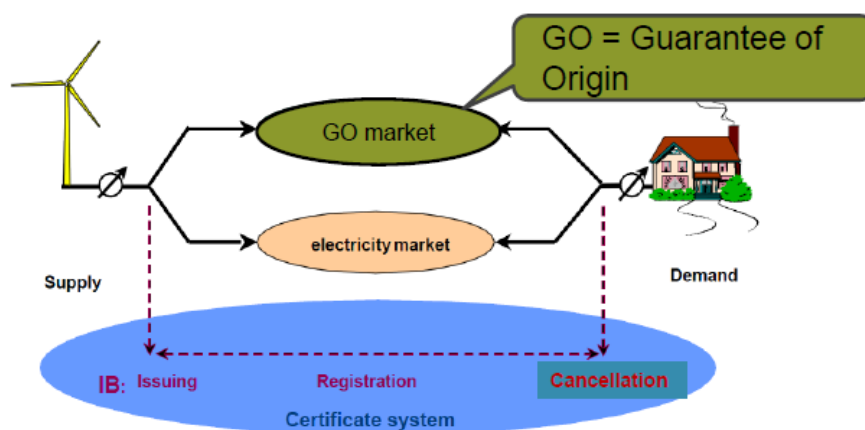 GO = Guarantee of
Origin
GO market
electricity market
Supply
Demand
IB: Issuing
Registration
Cancellation
Certificate system